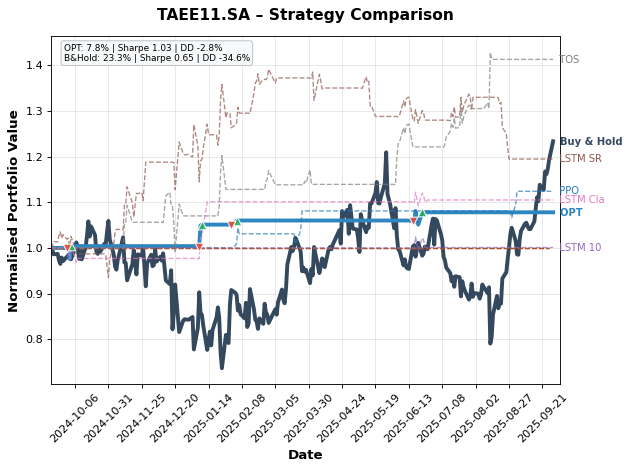 TAEE11.SA – Strategy Comparison
OPT: 7.8% | Sharpe 1.03 | DD -2.8%
B&Hold: 23.3% | Sharpe 0.65 | DD -34.6%
Normalised Portfolio Value
1.4
1.3
1.2
1.1
1.0
0.9
0.8
TOS
Buy & Hold
LSTM SR
PPO
LSTM Cla
OPT
LSTM 10
2024-10-06
2024-10-31
2024-11-25
2024-12-20
2025-01-14
2025-02-08
2025-03-05
2025-03-30
2025-04-24
2025-05-19
2025-06-13
2025-07-08
2025-08-02
2025-08-27
2025-09-21
Date